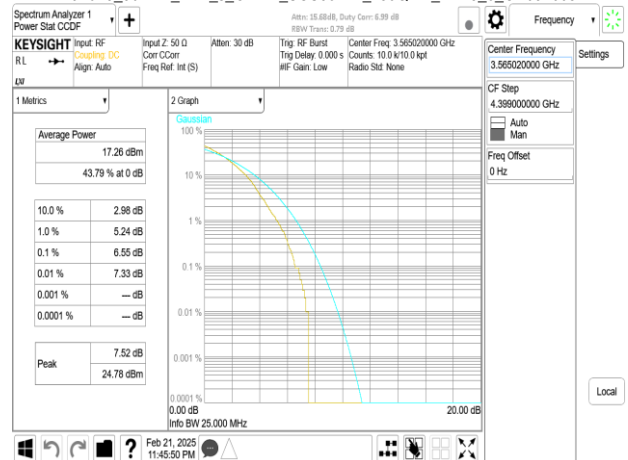 Spectrum Analyzer 1
Power Stat CCDF
Attn: 15.68dB, Duty Corr: 6.99 dB
RBW Trans: 0.79 dB
Frequency
KEYSIGHT
RL
Input: RF
Coupling: DC
Align: Auto
Input Z: 50 Ω
Corr CCorr
Freq Ref: Int (S)
Atten: 30 dB
Trig: RF Burst
Trig Delay: 0.000 s
#IF Gain: Low
Center Freq: 3.565020000 GHz
Counts: 10.0 k/10.0 kpt
Radio Std: None
Center Frequency
3.565020000 GHz
Settings
CF Step
4.399000000 GHz
Auto
Man
Freq Offset
0 Hz
1 Metrics
Average Power
17.26 dBm
43.79 % at 0 dB
10.0 % 2.98 dB
1.0 % 5.24 dB
0.1 % 6.55 dB
0.01 % 7.33 dB
0.001 % --- dB
0.0001 % --- dB
Peak
7.52 dB
24.78 dBm
2 Graph
Gaussian
100 %
10 %
1 %
0.1 %
0.01 %
0.001 %
0.0001 %
0.00 dB 20.00 dB
Info BW 25.000 MHz
Local
?
Feb 21, 2025
11:45:50 PM